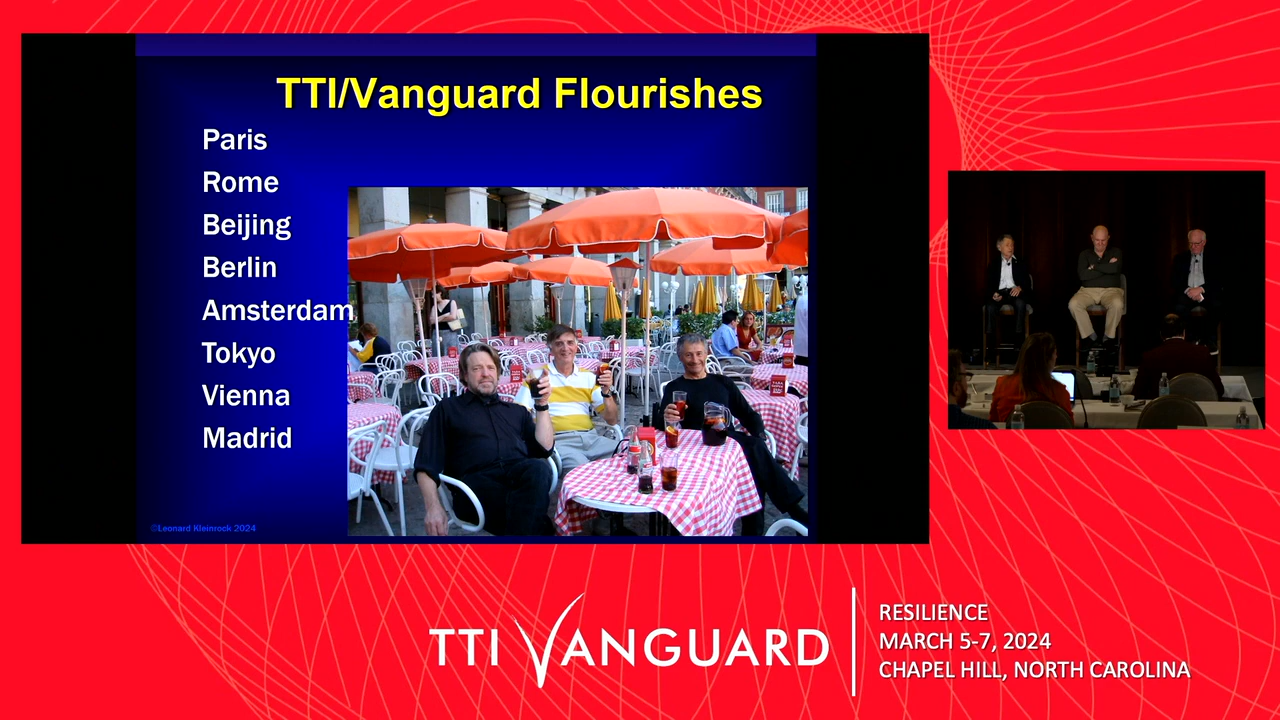 TTI/Vanguard Flourishes
Paris
Rome
Beijing
Berlin
Amsterdam
Tokyo
Vienna
Madrid
©Leonard Kleinrock 2024
TTI VANGUARD
RESILIENCE
MARCH 5-7, 2024
CHAPEL HILL, NORTH CAROLINA